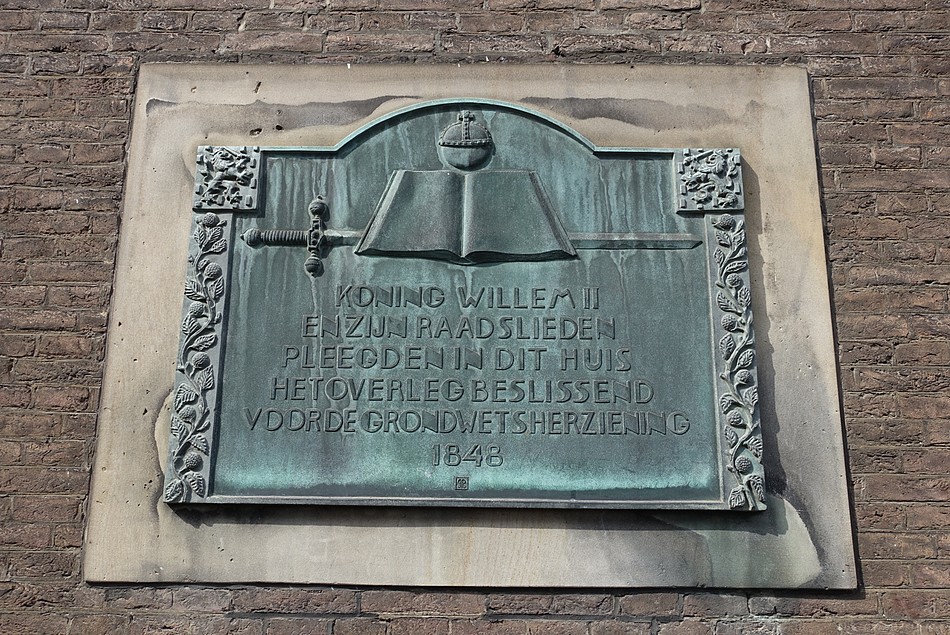 KONING WILLEM II
EN ZIJN RAADSLIEDEN
PLEEGDEN IN DIT HUIS
HET OVERLEG BESLISSEND
VOOR DE GRONDWETSHERZIENING
1848